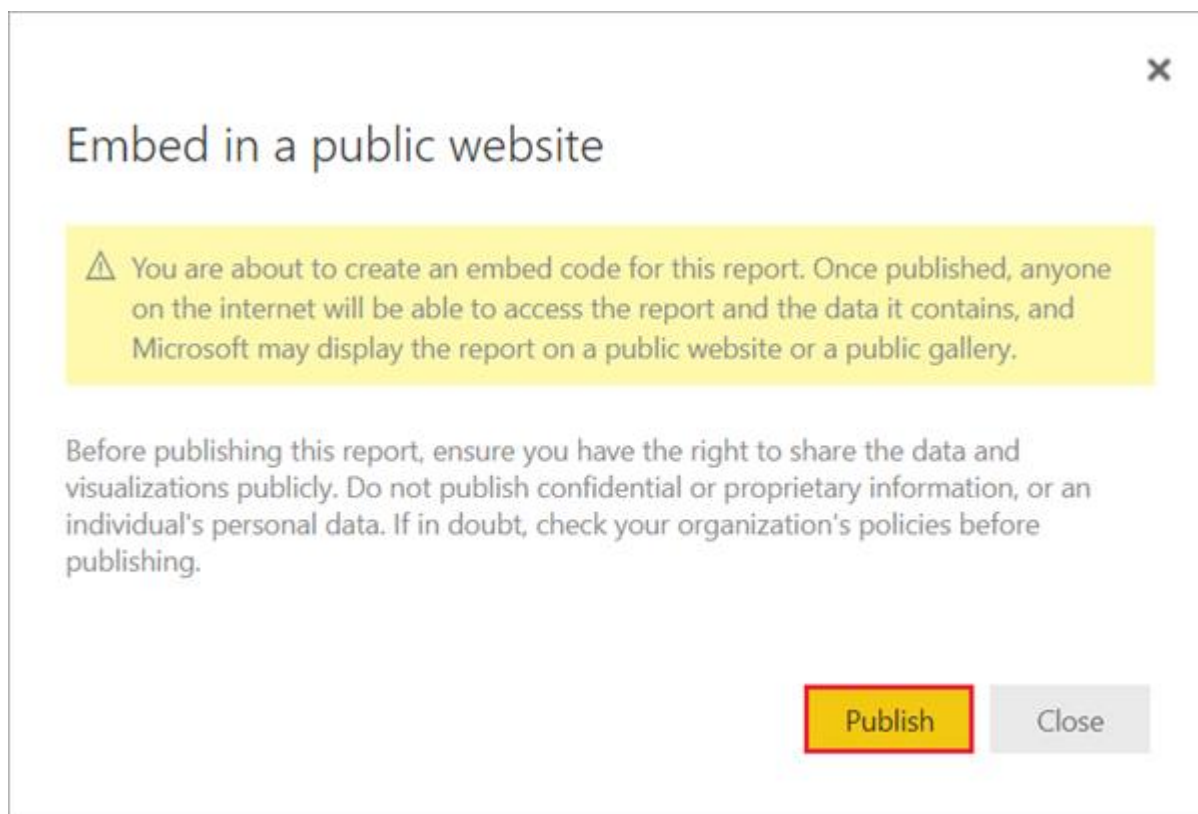 Embed in a public website
You are about to create an embed code for this report. Once published, anyone
on the internet will be able to access the report and the data it contains, and
Microsoft may display the report on a public website or a public gallery.
Before publishing this report, ensure you have the right to share the data and
visualizations publicly. Do not publish confidential or proprietary information, or an
individual's personal data. If in doubt, check your organization's policies before
publishing.
Publish Close